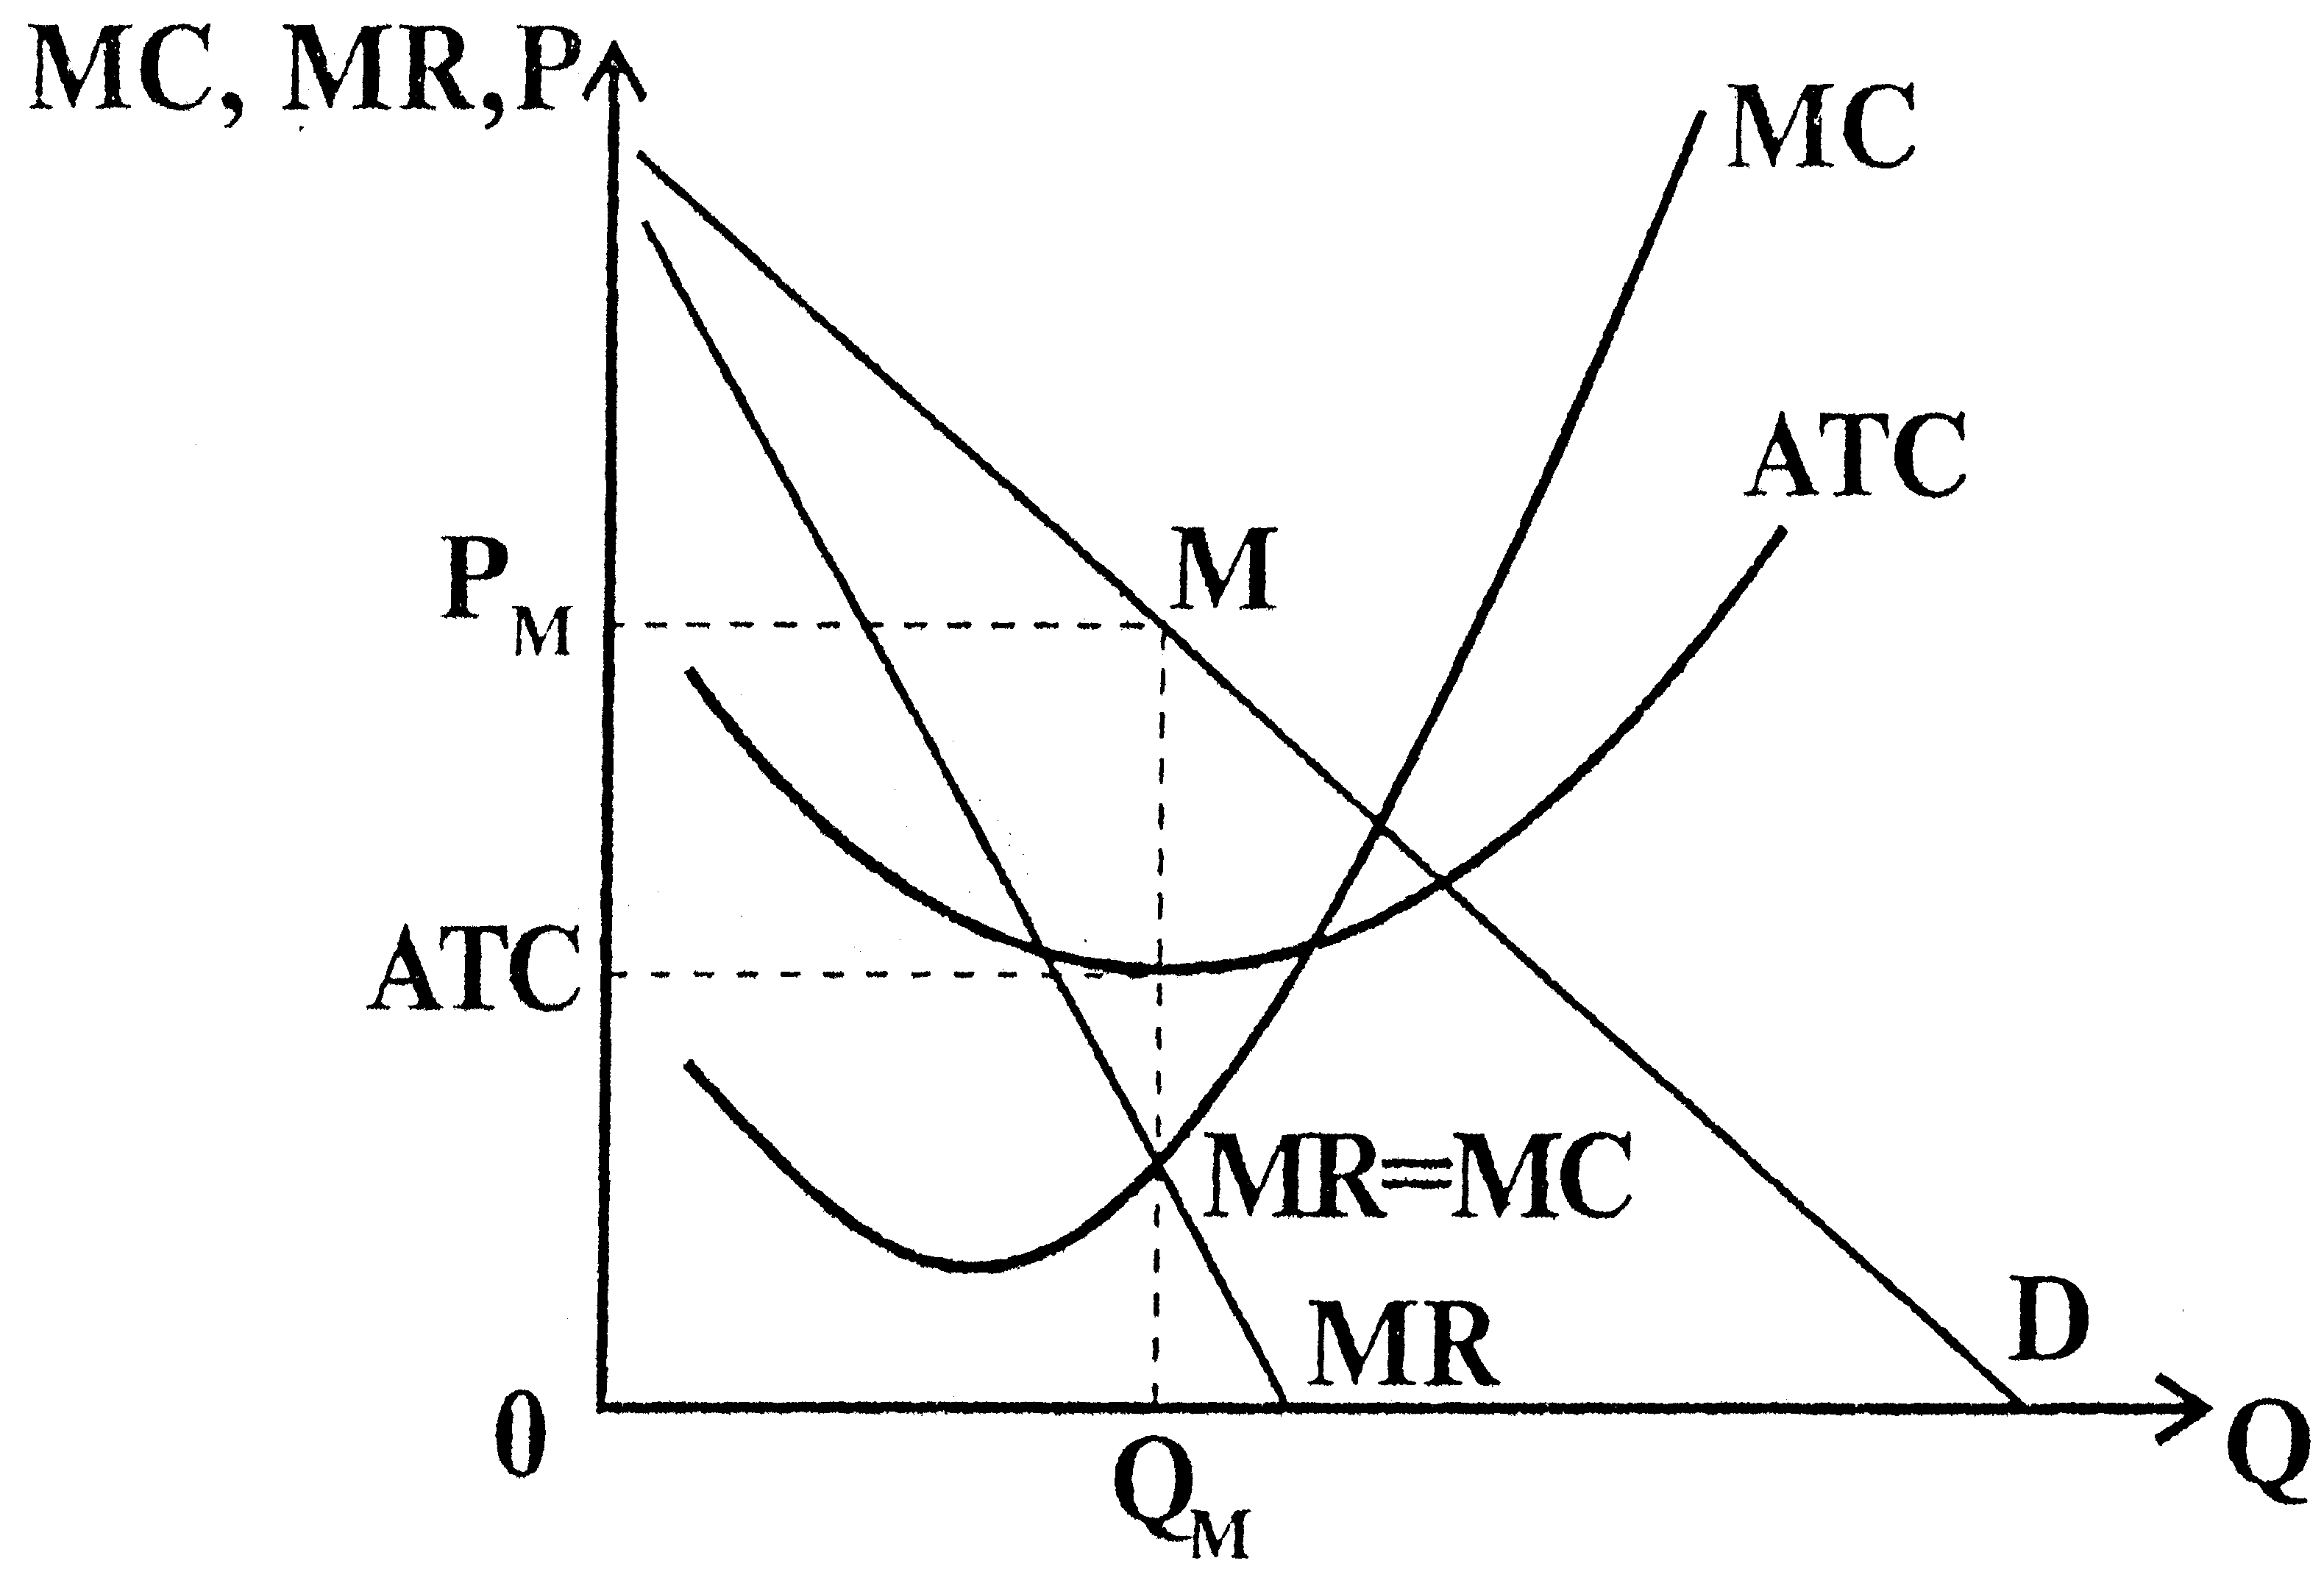 MC, MR,P
MC
ATC
P_M
M
ATC
MR=MC
MR
D
0
Q_M
Q